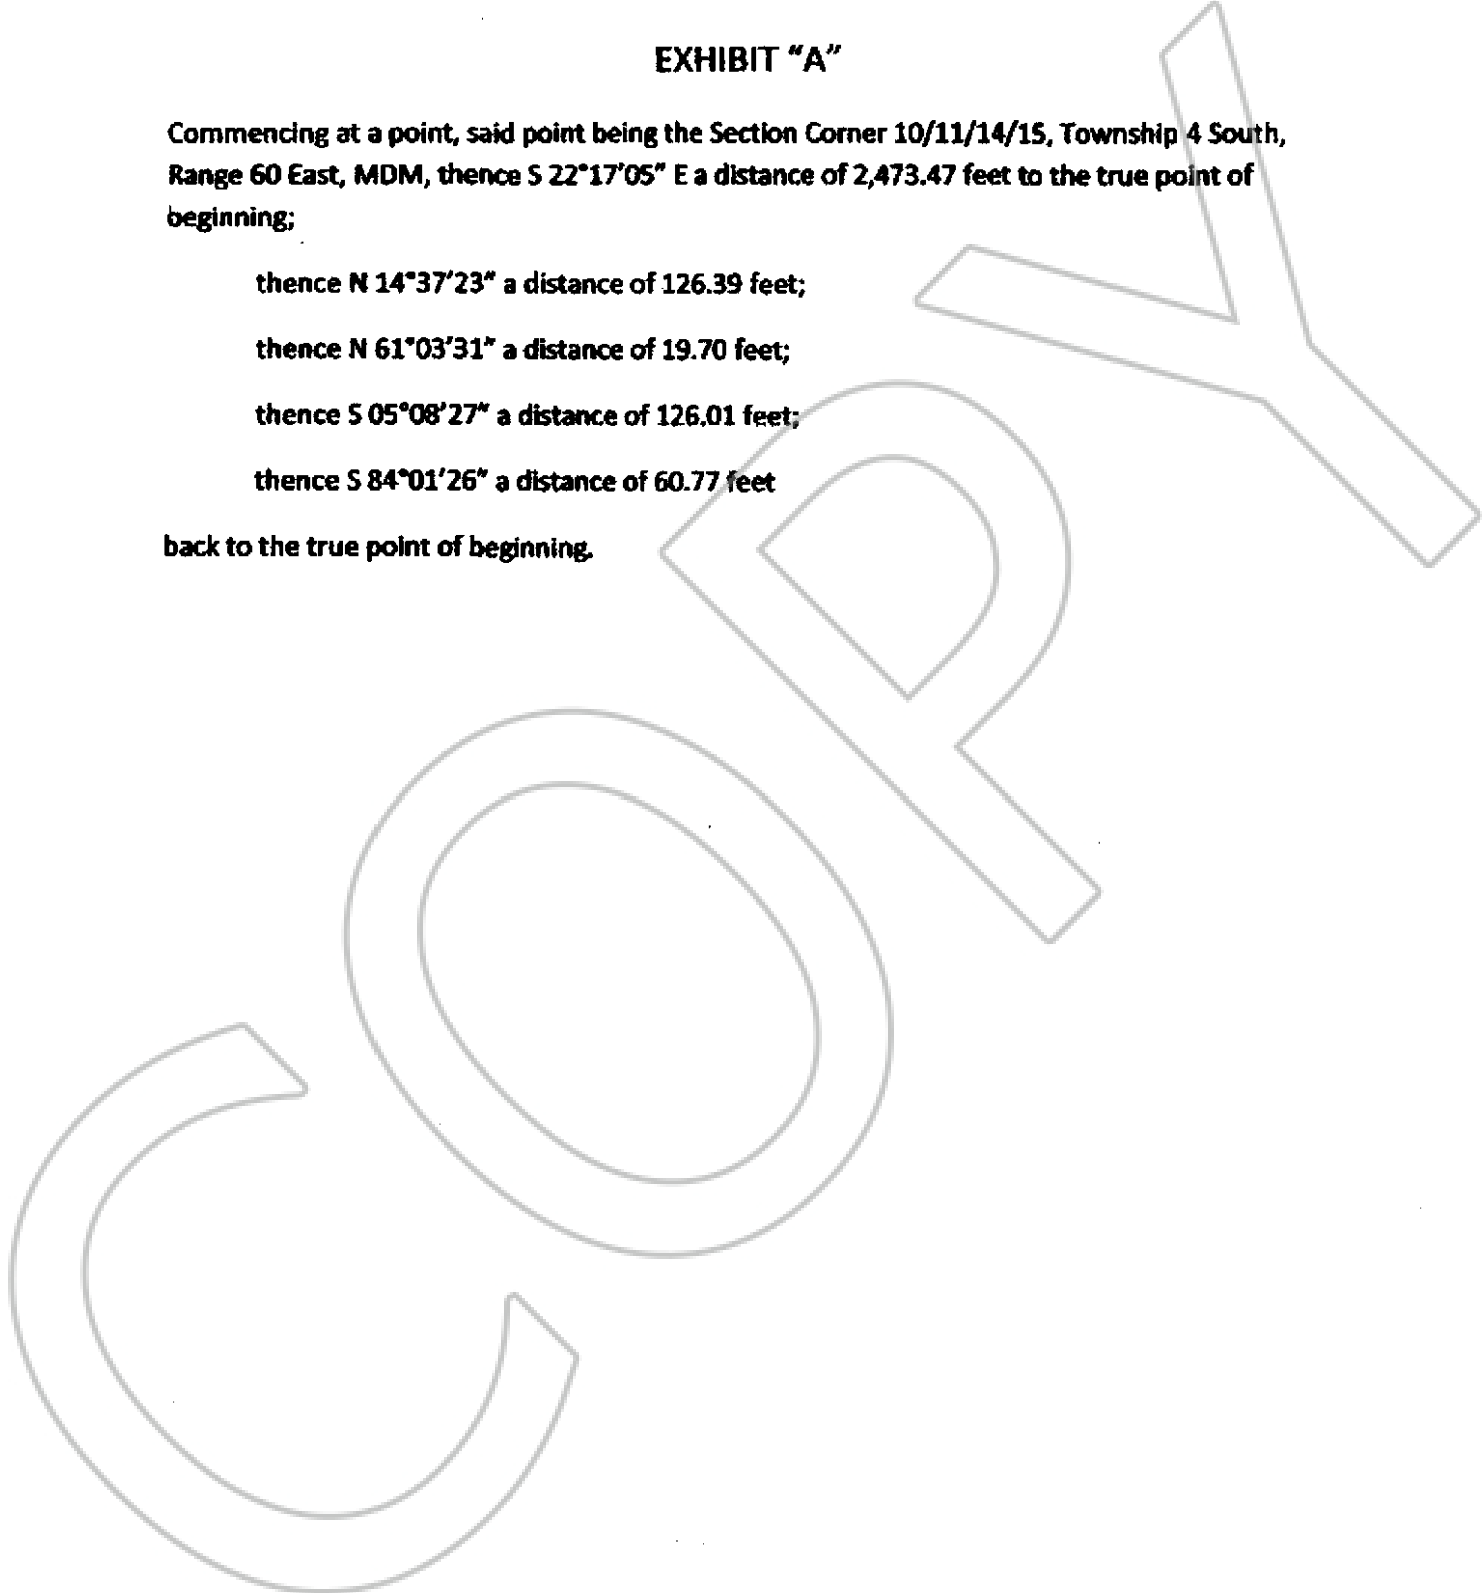 EXHIBIT “A”
Commencing at a point, said point being the Section Corner 10/11/14/15, Township 4 South,
Range 60 East, MDM, thence S 22°17’05” E a distance of 2,473.47 feet to the true point of
beginning;
thence N 14°37’23” a distance of 126.39 feet;
thence N 61°03’31” a distance of 19.70 feet;
thence S 05°08’27” a distance of 126.01 feet;
thence S 84°01’26” a distance of 60.77 feet
back to the true point of beginning.
COPY